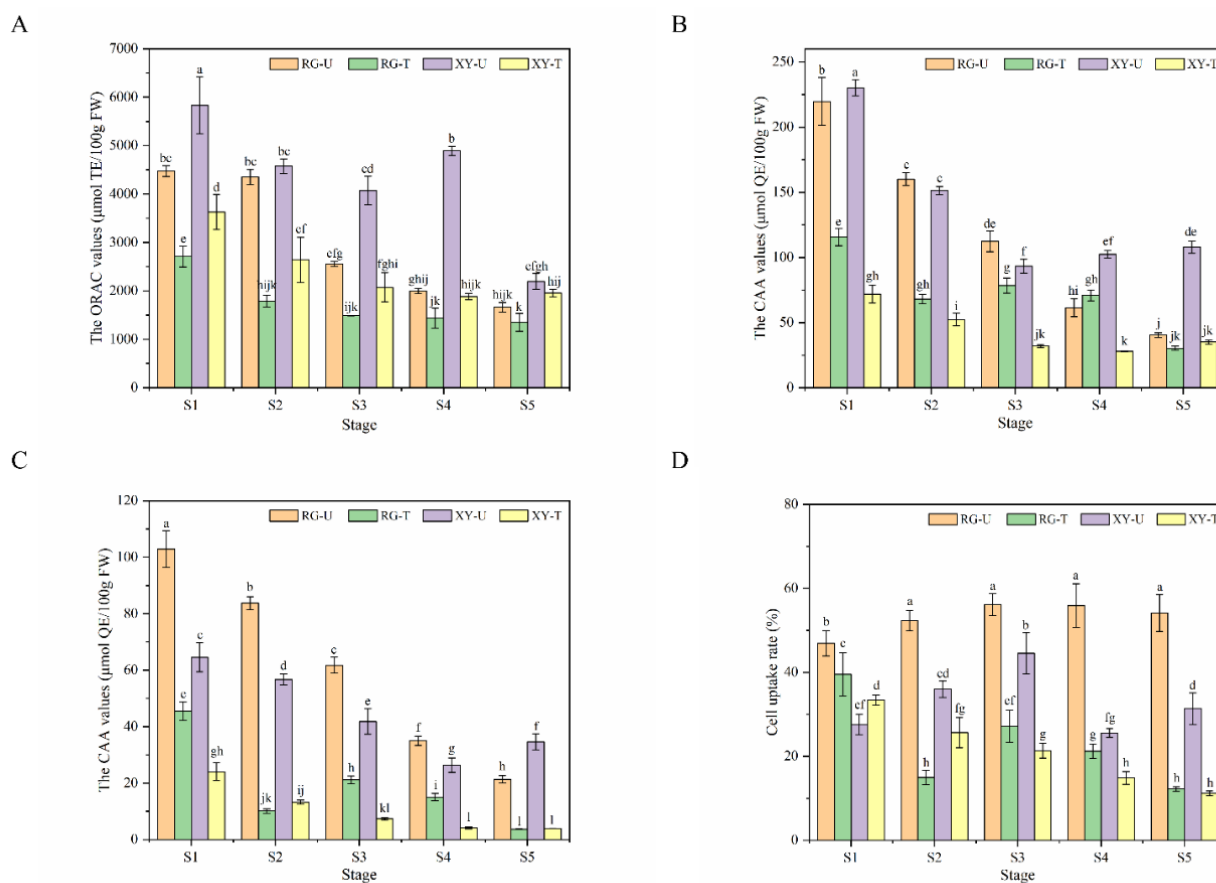 A
The ORAC values (μmol TE/100g FW)
7000
6000
5000
4000
3000
2000
1000
0
RG-U RG-T XY-U XY-T
bc e a d
bc hijk bc ef
efg ijk cd fghi
ghij jk b hijk
hijk k efgh hij
S1 S2 S3 S4 S5
Stage
B
The CAA values (μmol QE/100g FW)
250
200
150
100
50
0
RG-U RG-T XY-U XY-T
b e a gh
c gh c i
de g f jk
hi gh ef k
j jk de jk
S1 S2 S3 S4 S5
Stage
C
The CAA values (μmol QE/100g FW)
120
100
80
60
40
20
0
RG-U RG-T XY-U XY-T
a e c gh
b jk d ij
c h e kl
f i g l
h l f l
S1 S2 S3 S4 S5
Stage
D
Cell uptake rate (%)
80
60
40
20
0
RG-U RG-T XY-U XY-T
b c ef d
a h cd fg
a ef b g
a g fg h
a h d h
S1 S2 S3 S4 S5
Stage